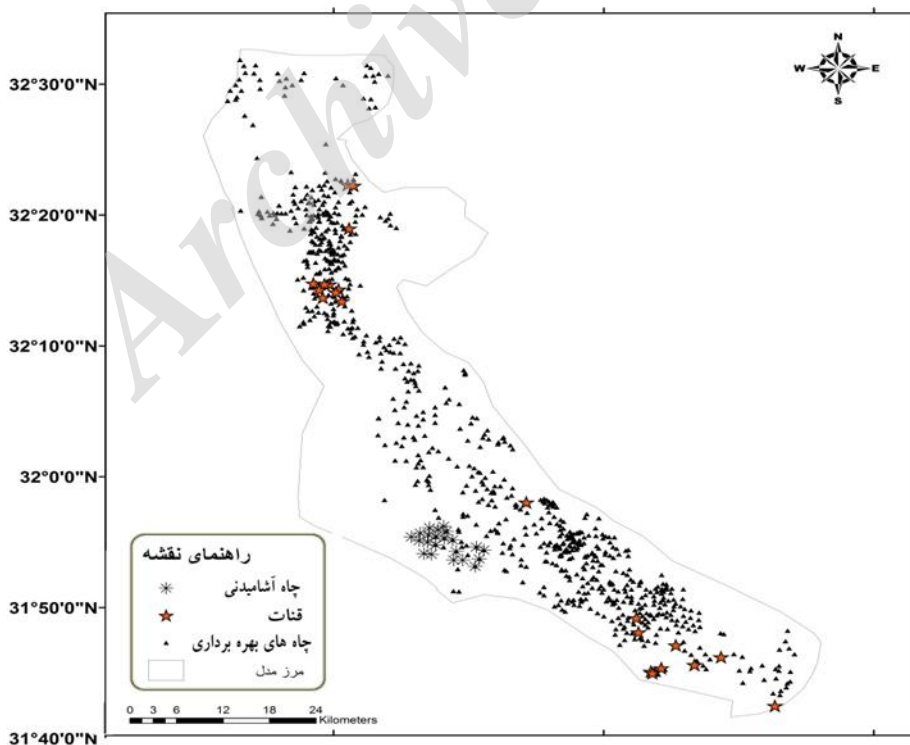 Archive
N
W E
S
32°30'0"N
32°20'0"N
32°10'0"N
32°0'0"N
31°50'0"N
31°40'0"N
راهنمای نقشه
چاه آشامیدنی
قنات
چاه های بهره برداری
مرز مدل
0 3 6 12 18 24
Kilometers